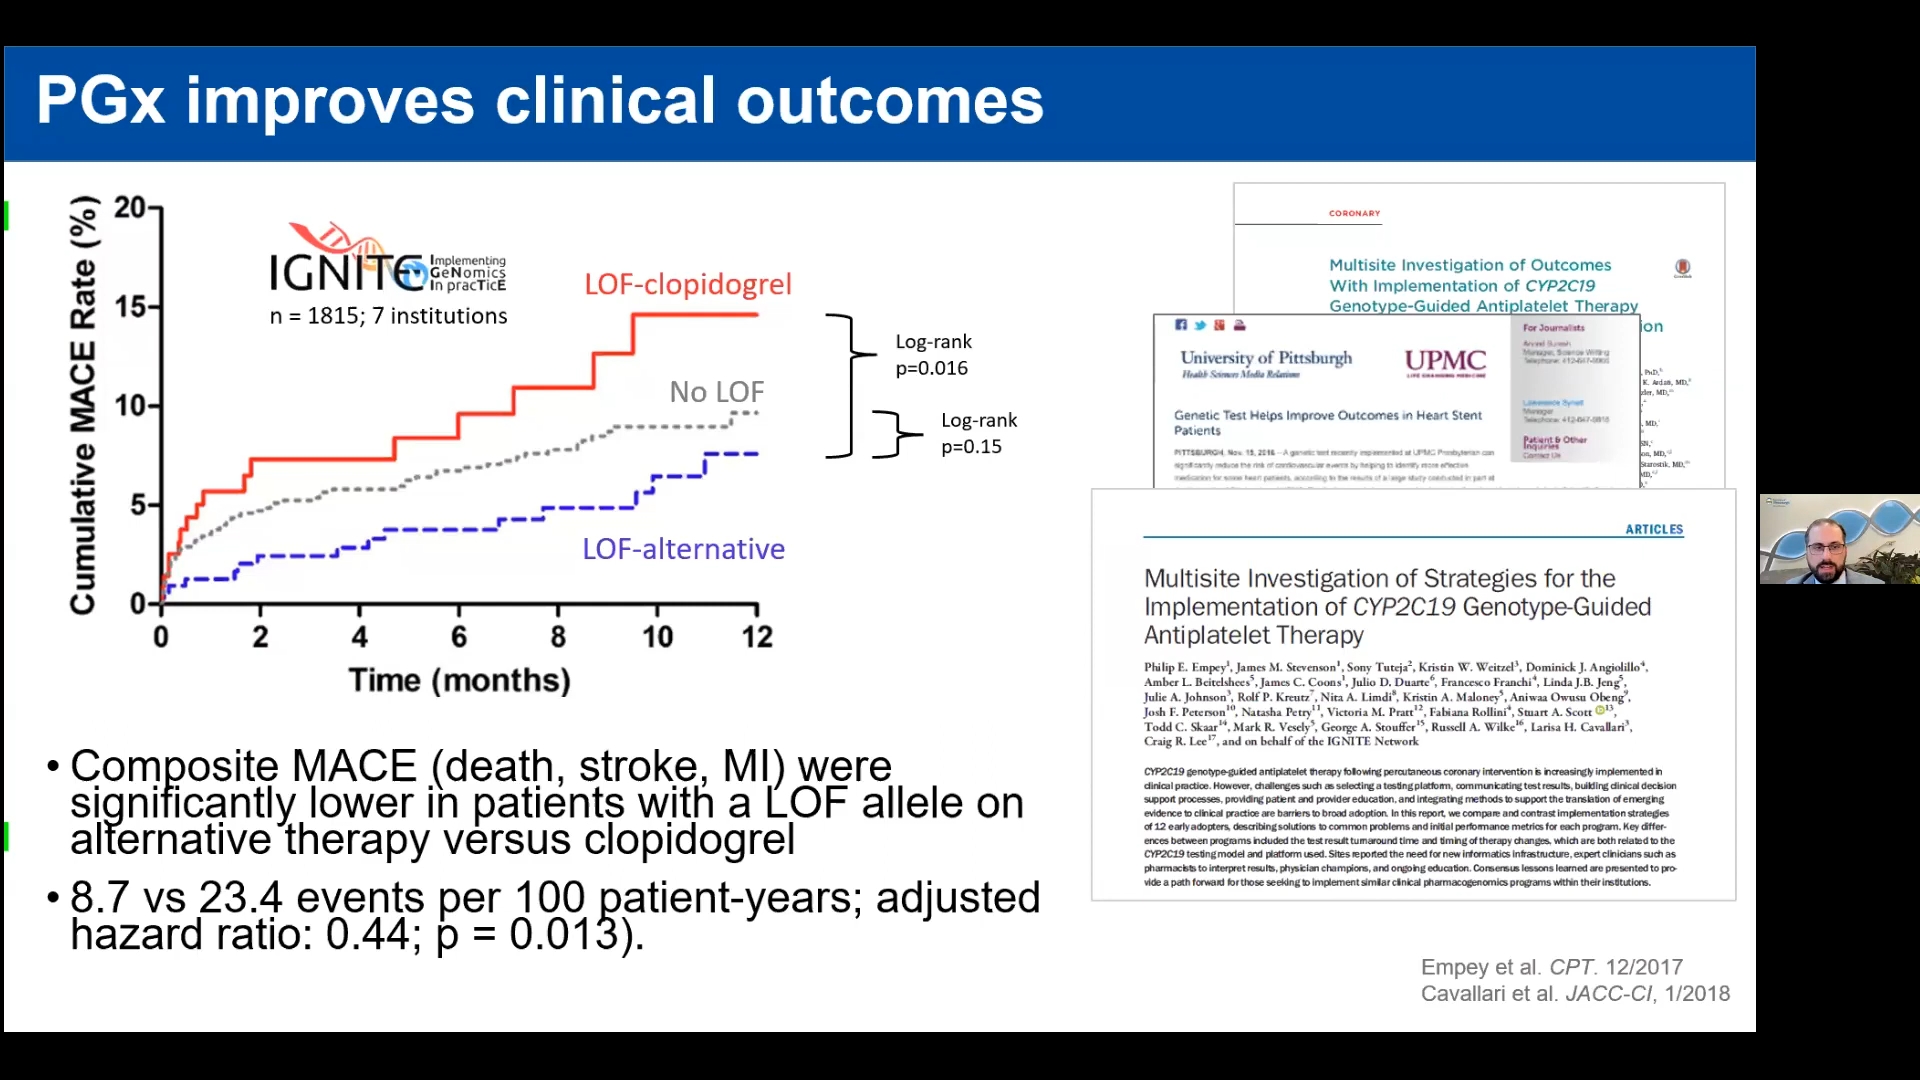 PGx improves clinical outcomes
Cumulative MACE Rate (%)
20
15
10
5
0
0 2 4 6 8 10 12
Time (months)
IGNITE Implementing GeNomics In pracTicE
n = 1815; 7 institutions
LOF-clopidogrel
No LOF
LOF-alternative
Log-rank
p=0.016
Log-rank
p=0.15
• Composite MACE (death, stroke, MI) were
significantly lower in patients with a LOF allele on
alternative therapy versus clopidogrel
• 8.7 vs 23.4 events per 100 patient-years; adjusted
hazard ratio: 0.44; p = 0.013).
CORONARY
Multisite Investigation of Outcomes
With Implementation of CYP2C19
Genotype-Guided Antiplatelet Therapy
ion
University of Pittsburgh
Health Sciences Media Relations
UPMC
LIFE CHANGING MEDICINE
For Journalists
Manager, Science Writing
Manager
Patient & Other
Inquiries
Contact Us
Genetic Test Helps Improve Outcomes in Heart Stent
Patients
PITTSBURGH, Nov. 15, 2016 – A genetic test recently implemented at UPMC Presbyterian can
significantly reduce the risk of cardiovascular events by helping to identify more effective
medication for some heart patients, according to the results of a large study conducted in part at
ARTICLES
Multisite Investigation of Strategies for the
Implementation of CYP2C19 Genotype-Guided
Antiplatelet Therapy
Philip E. Empey1, James M. Stevenson1, Sony Tuteja2, Kristin W. Weitzel3, Dominick J. Angiolillo4,
Amber L. Beitelshees5, James C. Coons1, Julio D. Duarte6, Francesco Franchi4, Linda J.B. Jeng5,
Julie A. Johnson3, Rolf P. Kreutz7, Nita A. Limdi8, Kristin A. Maloney5, Aniwaa Owusu Obeng9,
Josh F. Peterson10, Natasha Petry11, Victoria M. Pratt12, Fabiana Rollini4, Stuart A. Scott13,
Todd C. Skaar14, Mark R. Vesely5, George A. Stouffer15, Russell A. Wilke16, Larisa H. Cavallari3,
Craig R. Lee17, and on behalf of the IGNITE Network
CYP2C19 genotype-guided antiplatelet therapy following percutaneous coronary intervention is increasingly implemented in
clinical practice. However, challenges such as selecting a testing platform, communicating test results, building clinical decision
support processes, providing patient and provider education, and integrating methods to support the translation of emerging
evidence to clinical practice are barriers to broad adoption. In this report, we compare and contrast implementation strategies
of 12 early adopters, describing solutions to common problems and initial performance metrics for each program. Key differ-
ences between programs included the test result turnaround time and timing of therapy changes, which are both related to the
CYP2C19 testing model and platform used. Sites reported the need for new informatics infrastructure, expert clinicians such as
pharmacists to interpret results, physician champions, and ongoing education. Consensus lessons learned are presented to pro-
vide a path forward for those seeking to implement similar clinical pharmacogenomics programs within their institutions.
Empey et al. CPT. 12/2017
Cavallari et al. JACC-CI, 1/2018